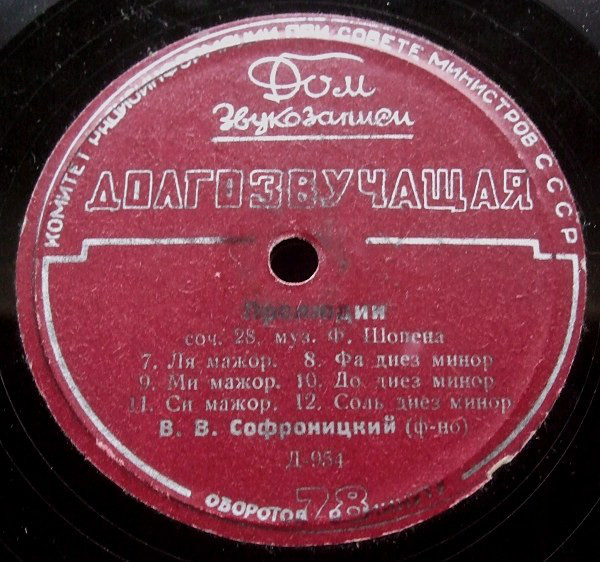 КОМИТЕТ РАДИОИНФОРМАЦИИ ПРИ СОВЕТЕ МИНИСТРОВ СССР
Дом
Звукозаписи
ДОЛГОЗВУЧАЩАЯ
Прелюдии
соч. 28, муз. Ф. Шопена
7. Ля мажор. 8. Фа диез минор
9. Ми мажор. 10. До диез минор
11. Си мажор. 12. Соль диез минор
В. В. Софроницкий (ф-но)
Д-954
ОБОРОТОВ 78 В МИНУТУ